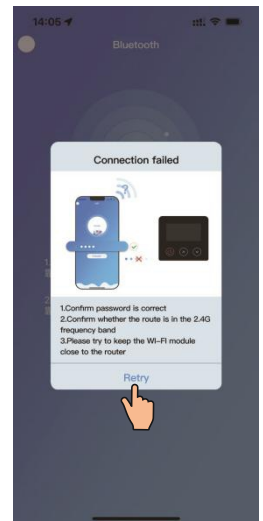 14:05
Bluetooth
Connection failed
1.Confirm password is correct
2.Confirm whether the route is in the 2.4G
frequency band
3.Please try to keep the WI-FI module
close to the router
Retry